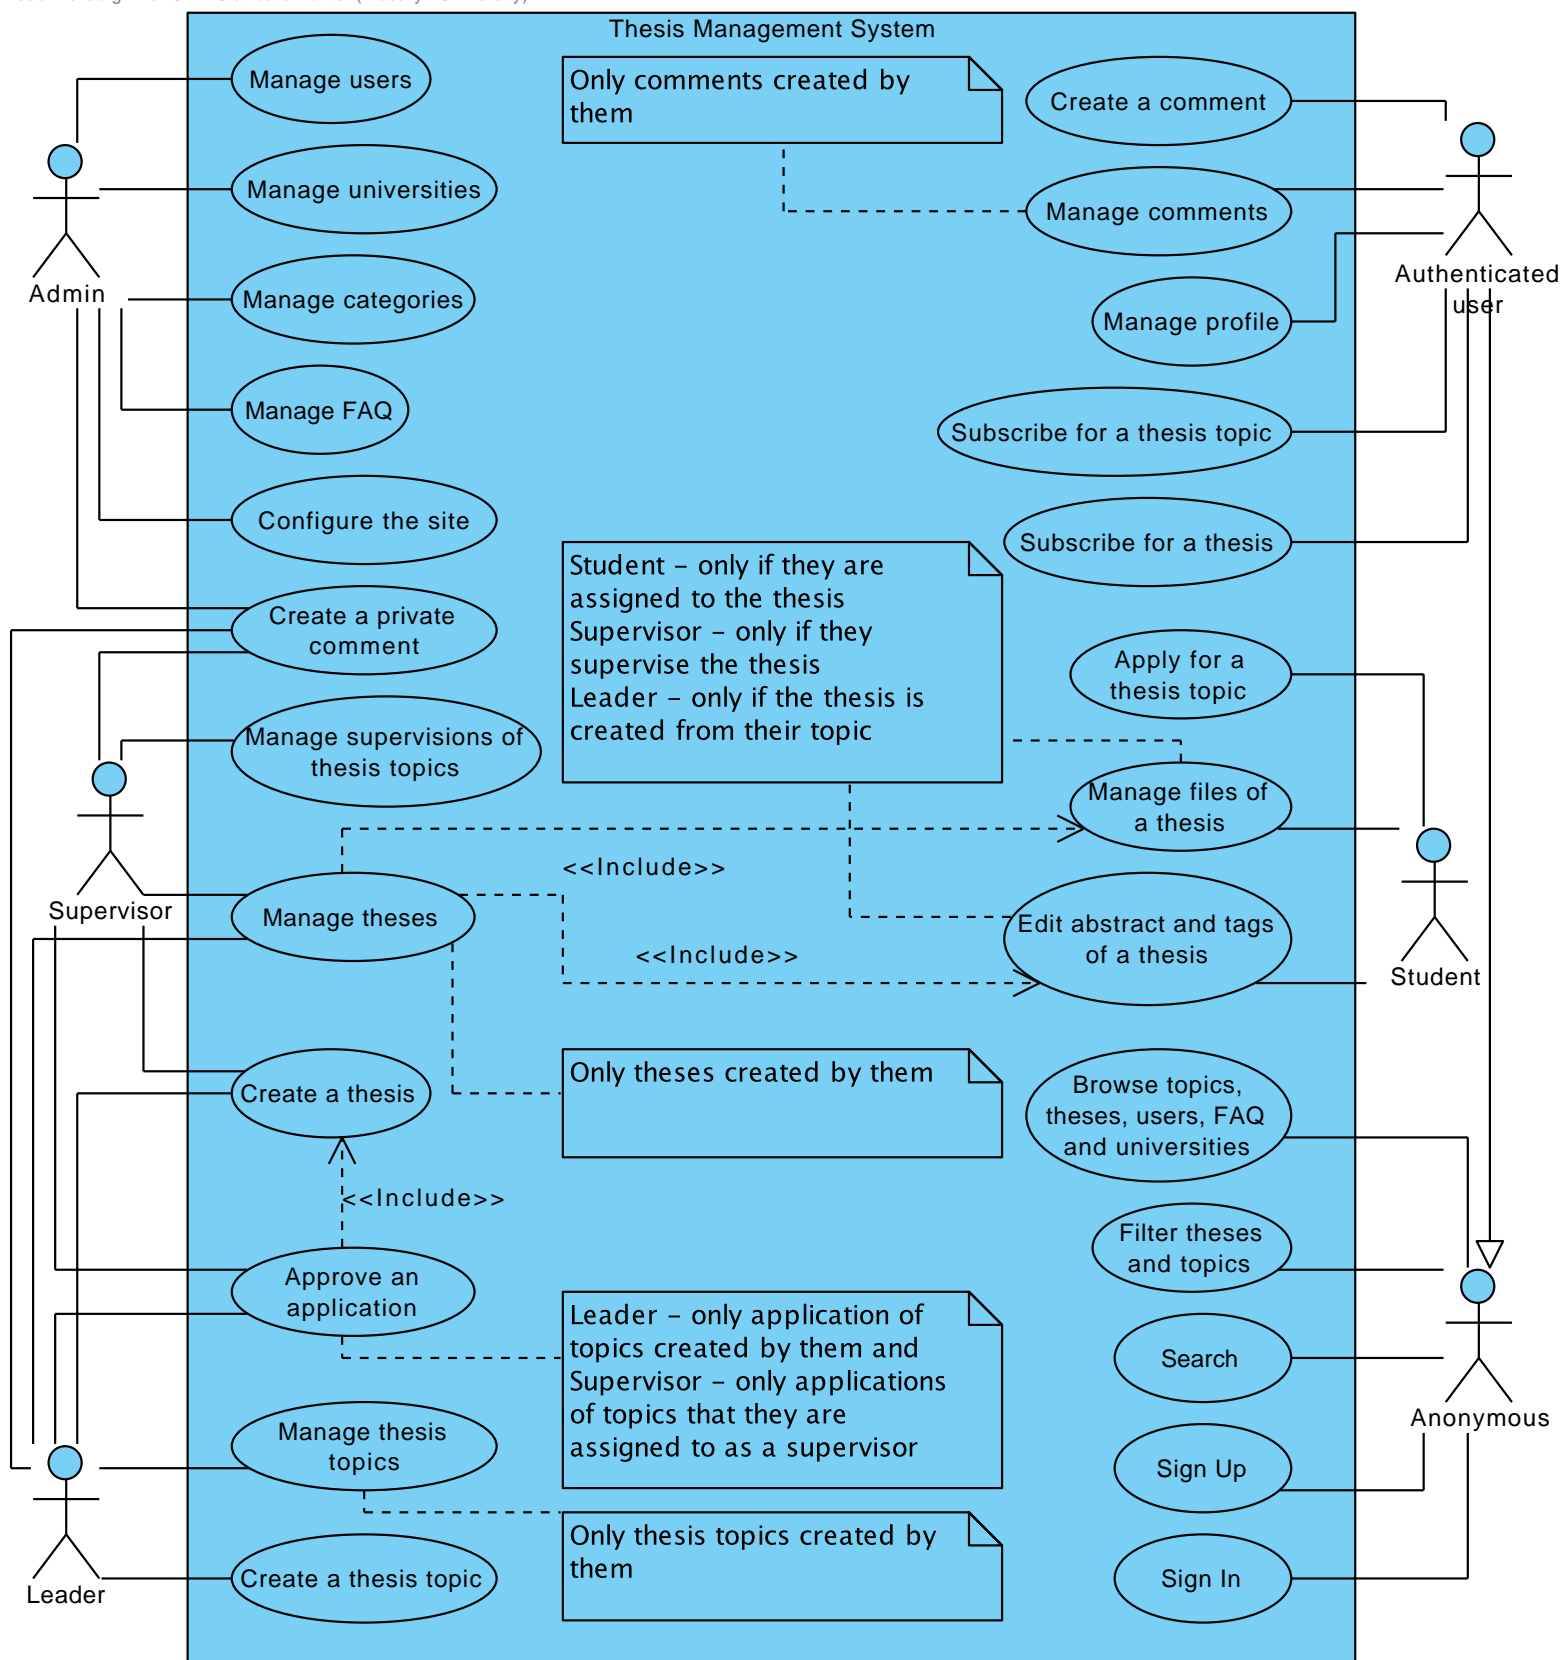 Thesis Management System
Manage users
Only comments created by
them
Create a comment
Manage universities
Manage comments
Admin
Manage categories
Authenticated
user
Manage profile
Manage FAQ
Subscribe for a thesis topic
Configure the site
Subscribe for a thesis
Student – only if they are
assigned to the thesis
Supervisor – only if they
supervise the thesis
Leader – only if the thesis is
created from their topic
Create a private
comment
Apply for a
thesis topic
Manage supervisions of
thesis topics
Manage files of
a thesis
<<Include>>
Supervisor
Manage theses
Edit abstract and tags
of a thesis
<<Include>>
Student
Create a thesis
Only theses created by them
Browse topics,
theses, users, FAQ
and universities
<<Include>>
Filter theses
and topics
Approve an
application
Leader – only application of
topics created by them and
Supervisor – only applications
of topics that they are
assigned to as a supervisor
Search
Anonymous
Manage thesis
topics
Sign Up
Only thesis topics created by
them
Create a thesis topic
Sign In
Leader